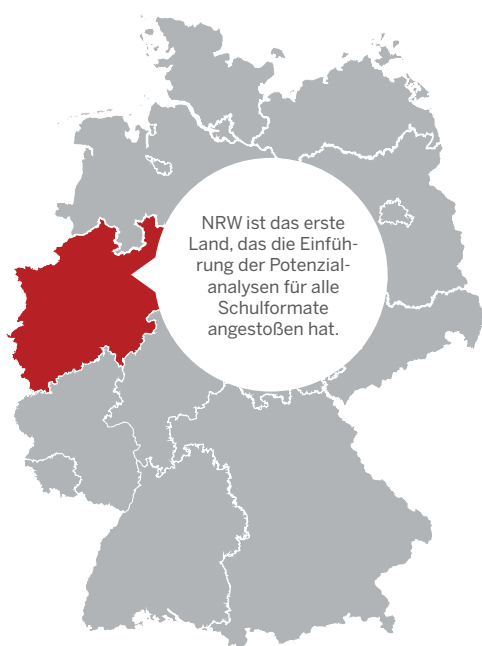 NRW ist das erste
Land, das die Einfüh-
rung der Potenzial-
analysen für alle
Schulformate
angestoßen hat.